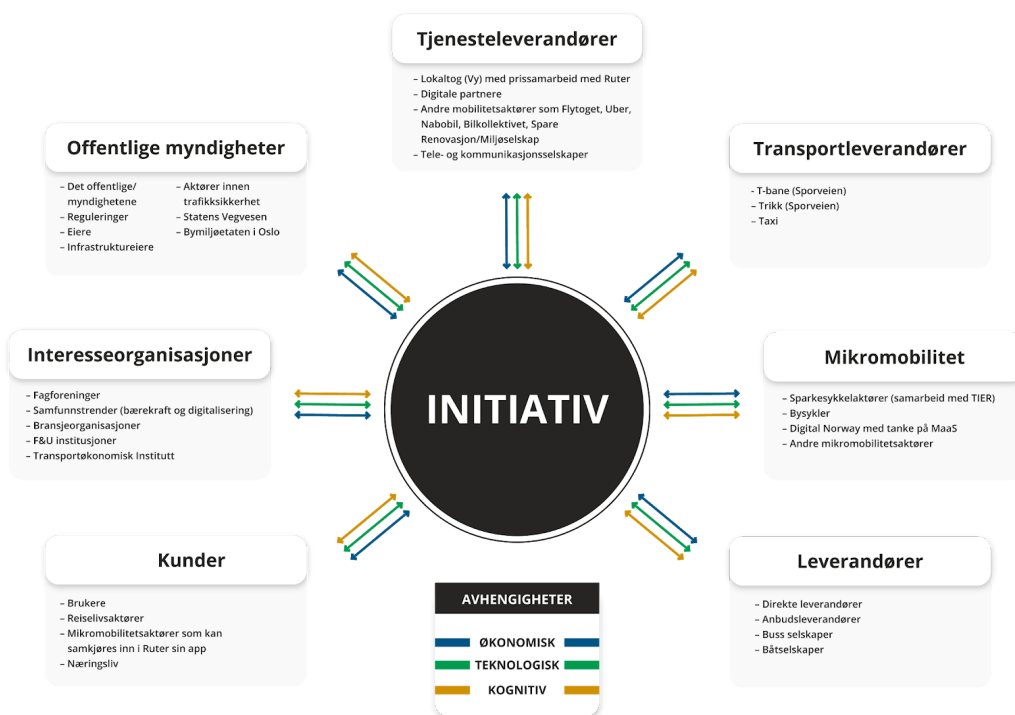 Tjenesteleverandører
– Lokaltog (Vy) med prissamarbeid med Ruter
– Digitale partnere
– Andre mobilitetsaktører som Flytoget, Uber,
Nabobil, Bilkollektivet, Spare
Renovasjon/Miljøselskap
– Tele- og kommunikasjonsselskaper
Offentlige myndigheter
– Det offentlige/
myndighetene
– Reguleringer
– Eiere
– Infrastruktureiere
– Aktører innen
trafikksikkerhet
– Statens Vegvesen
– Bymiljøetaten i Oslo
Transportleverandører
- T-bane (Sporveien)
– Trikk (Sporveien)
– Taxi
Interesseorganisasjoner
– Fagforeninger
– Samfunnstrender (bærekraft og digitalisering)
– Bransjeorganisasjoner
– F&U institusjoner
– Transportøkonomisk Institutt
INITIATIV
Mikromobilitet
– Sparkesykkelaktører (samarbeid med TIER)
– Bysykler
– Digital Norway med tanke på MaaS
– Andre mikromobilitetsaktører
Kunder
– Brukere
– Reiselivsaktører
– Mikromobilitetsaktører som kan
samkjøres inn i Ruter sin app
– Næringsliv
AVHENGIGHETER
ØKONOMISK
TEKNOLOGISK
KOGNITIV
Leverandører
– Direkte leverandører
– Anbudsleverandører
– Buss selskaper
– Båtselskaper